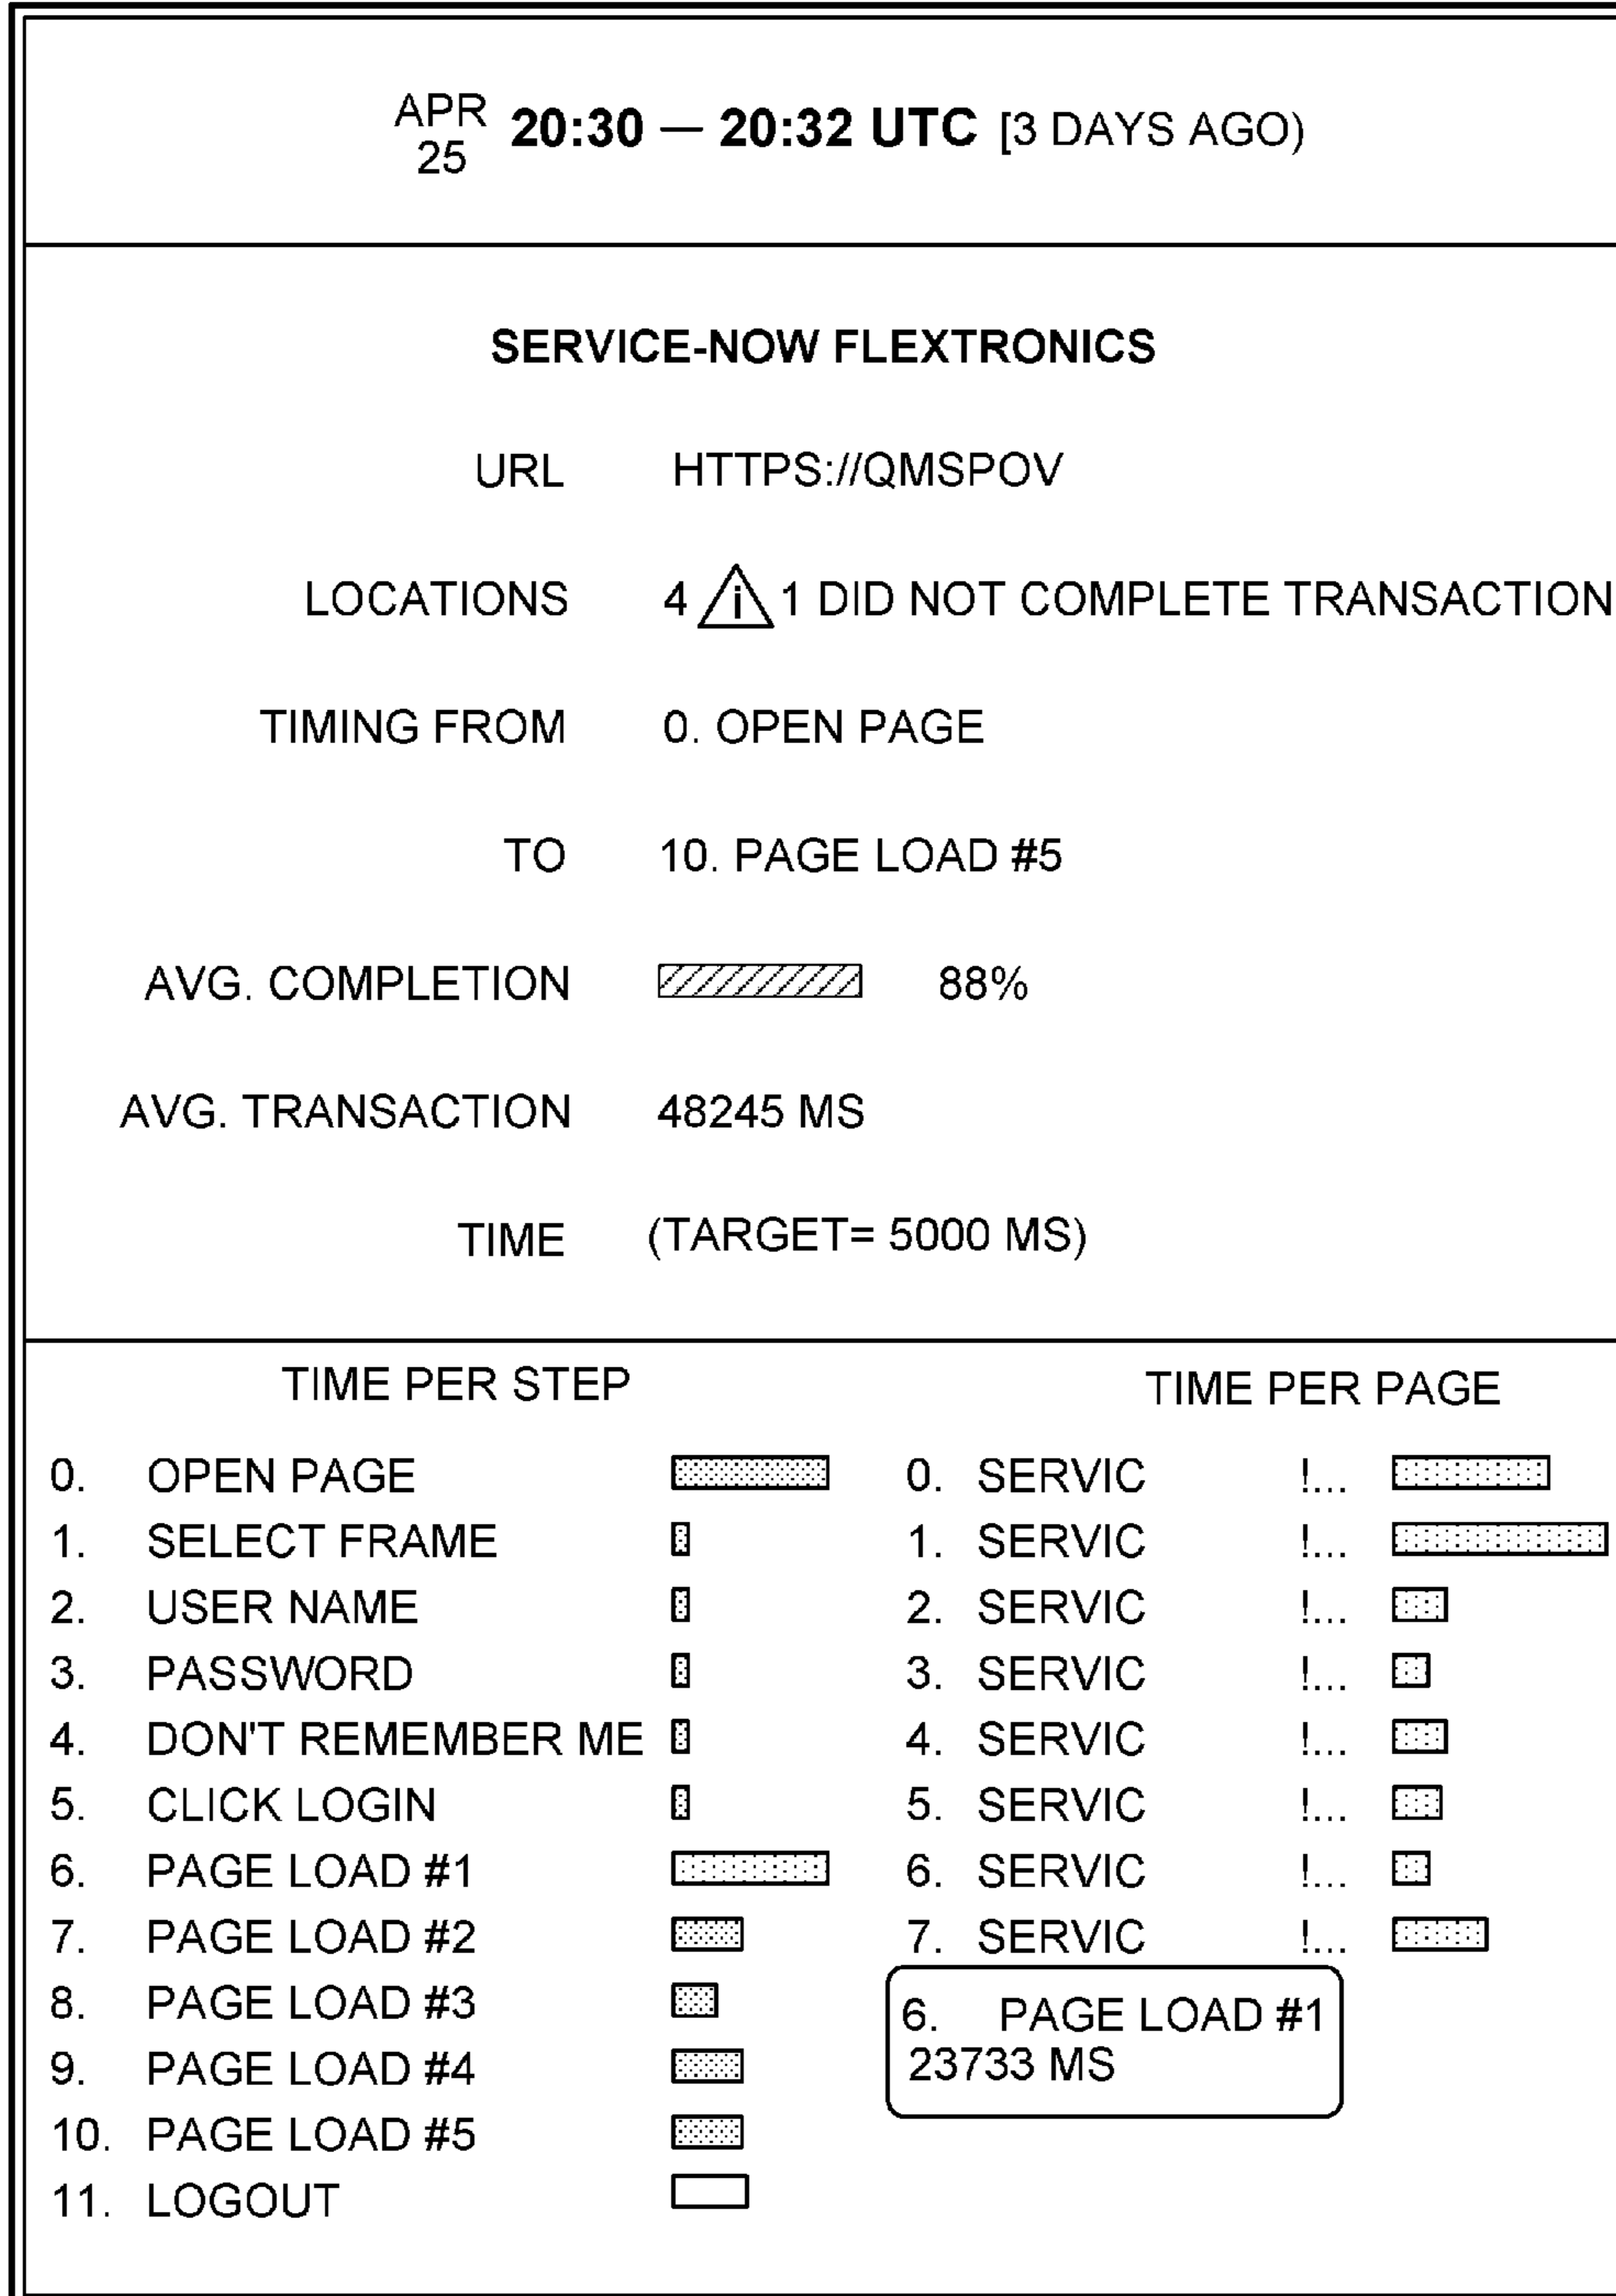 APR
25
20:30 — 20:32 UTC [3 DAYS AGO)
SERVICE-NOW FLEXTRONICS
URL HTTPS://QMSPOV
LOCATIONS 4 i 1 DID NOT COMPLETE TRANSACTION
TIMING FROM 0. OPEN PAGE
TO 10. PAGE LOAD #5
AVG. COMPLETION 88%
AVG. TRANSACTION 48245 MS
TIME (TARGET= 5000 MS)
TIME PER STEP
0. OPEN PAGE
1. SELECT FRAME
2. USER NAME
3. PASSWORD
4. DON'T REMEMBER ME
5. CLICK LOGIN
6. PAGE LOAD #1
7. PAGE LOAD #2
8. PAGE LOAD #3
9. PAGE LOAD #4
10. PAGE LOAD #5
11. LOGOUT
TIME PER PAGE
0. SERVIC !...
1. SERVIC !...
2. SERVIC !...
3. SERVIC !...
4. SERVIC !...
5. SERVIC !...
6. SERVIC !...
7. SERVIC !...
6. PAGE LOAD #1
23733 MS